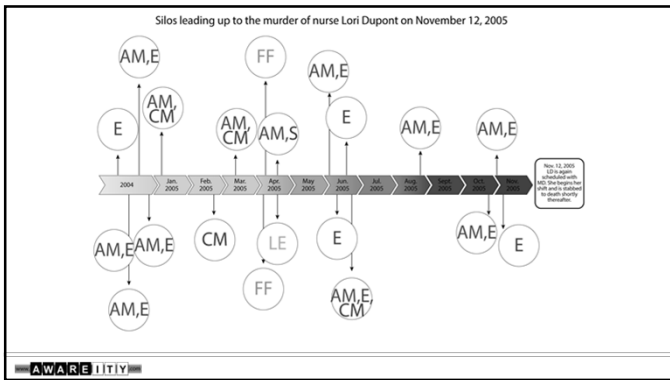 Silos leading up to the murder of nurse Lori Dupont on November 12, 2005
AM,E
FF
AM,E
AM,
CM
E
AM,
CM
AM,S
E
AM,E
AM,E
2004
Jan.
2005
Feb.
2005
Mar.
2005
Apr.
2005
May
2005
Jun.
2005
Jul.
2005
Aug.
2005
Sept.
2005
Oct.
2005
Nov.
2005
Nov. 12, 2005
LD is again
scheduled with
MD. She begins her
shift and is stabbed
to death shortly
thereafter.
AM,E
AM,E
CM
LE
E
AM,E
E
AM,E
FF
AM,E,
CM
www.AWAREITY.com